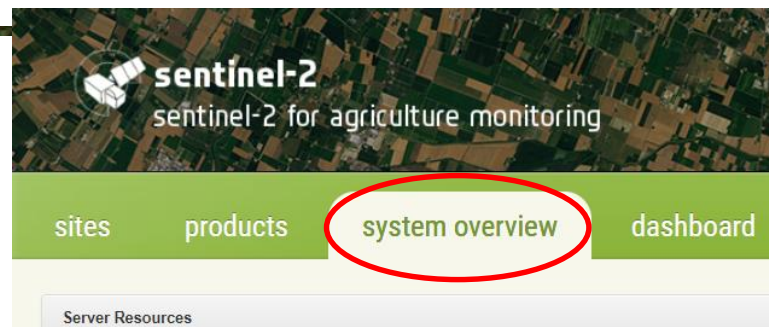 sentinel-2
sentinel-2 for agriculture monitoring
sites products system overview dashboard
Server Resources